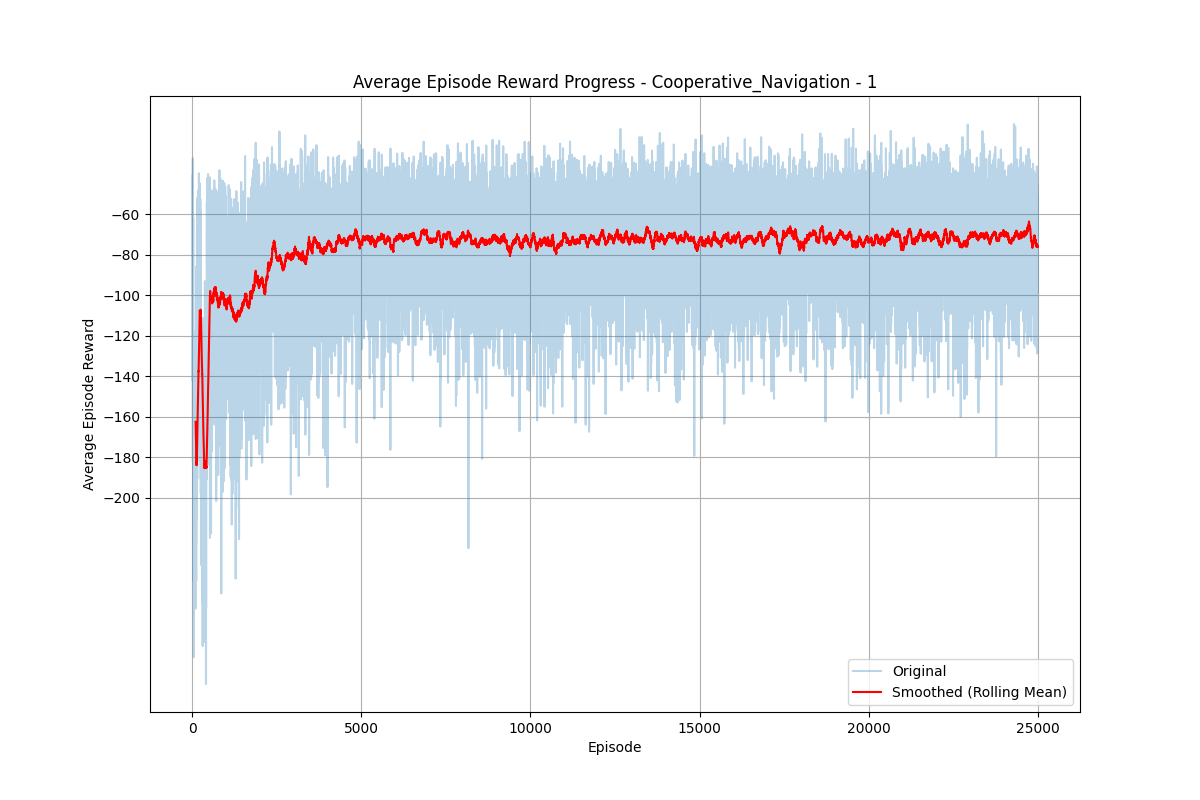 Average Episode Reward Progress - Cooperative_Navigation - 1
Average Episode Reward
−60
−80
−100
−120
−140
−160
−180
−200
0
5000
10000
15000
20000
25000
Episode
Original
Smoothed (Rolling Mean)